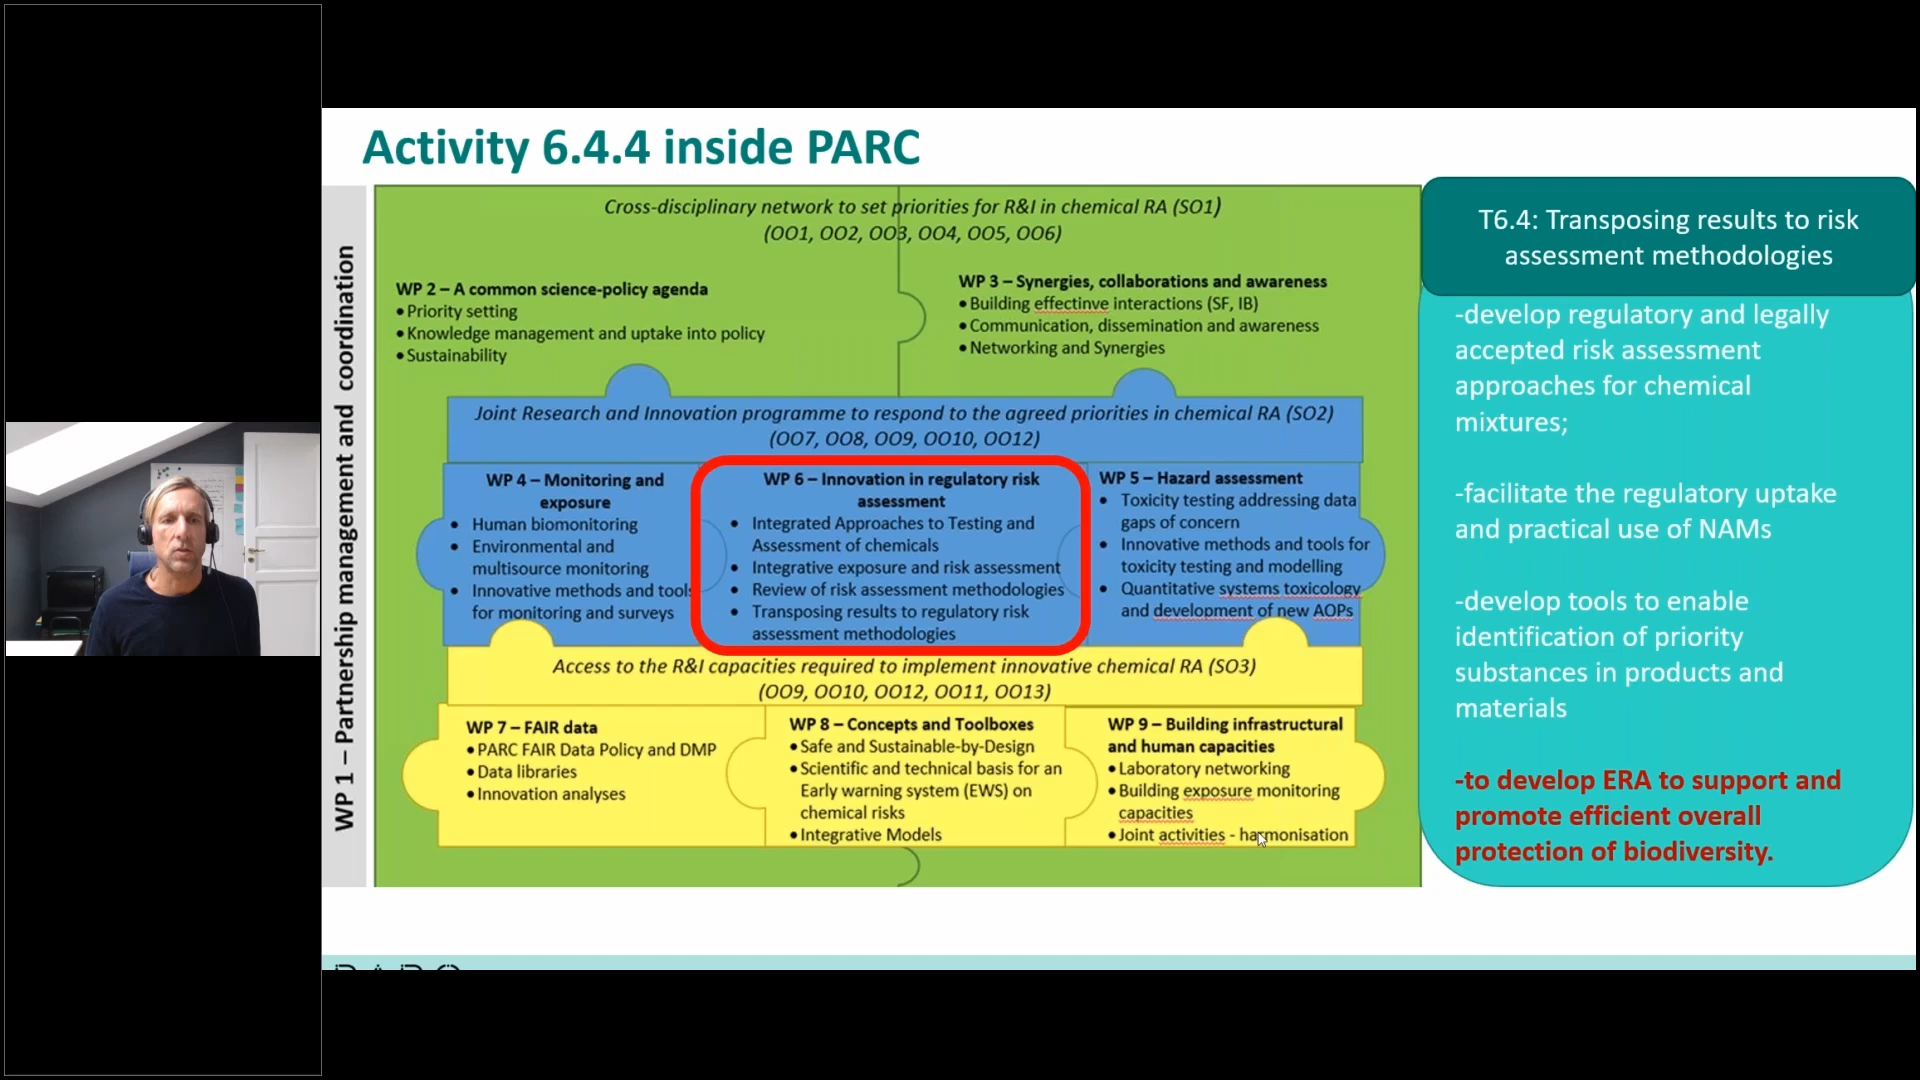 Activity 6.4.4 inside PARC
WP 1 – Partnership management and coordination
Cross-disciplinary network to set priorities for R&I in chemical RA (SO1)
(OO1, OO2, OO3, OO4, OO5, OO6)
WP 2 – A common science-policy agenda
• Priority setting
• Knowledge management and uptake into policy
• Sustainability
WP 3 – Synergies, collaborations and awareness
• Building effectinve interactions (SF, IB)
• Communication, dissemination and awareness
• Networking and Synergies
Joint Research and Innovation programme to respond to the agreed priorities in chemical RA (SO2)
(OO7, OO8, OO9, OO10, OO12)
WP 4 – Monitoring and
exposure
• Human biomonitoring
• Environmental and
multisource monitoring
• Innovative methods and tools
for monitoring and surveys
WP 6 – Innovation in regulatory risk
assessment
• Integrated Approaches to Testing and
Assessment of chemicals
• Integrative exposure and risk assessment
• Review of risk assessment methodologies
• Transposing results to regulatory risk
assessment methodologies
WP 5 – Hazard assessment
• Toxicity testing addressing data
gaps of concern
• Innovative methods and tools for
toxicity testing and modelling
• Quantitative systems toxicology
and development of new AOPs
Access to the R&I capacities required to implement innovative chemical RA (SO3)
(OO9, OO10, OO12, OO11, OO13)
WP 7 – FAIR data
• PARC FAIR Data Policy and DMP
• Data libraries
• Innovation analyses
WP 8 – Concepts and Toolboxes
• Safe and Sustainable-by-Design
• Scientific and technical basis for an
Early warning system (EWS) on
chemical risks
• Integrative Models
WP 9 – Building infrastructural
and human capacities
• Laboratory networking
• Building exposure monitoring
capacities
• Joint activities - harmonisation
T6.4: Transposing results to risk
assessment methodologies
-develop regulatory and legally
accepted risk assessment
approaches for chemical
mixtures;
-facilitate the regulatory uptake
and practical use of NAMs
-develop tools to enable
identification of priority
substances in products and
materials
-to develop ERA to support and
promote efficient overall
protection of biodiversity.